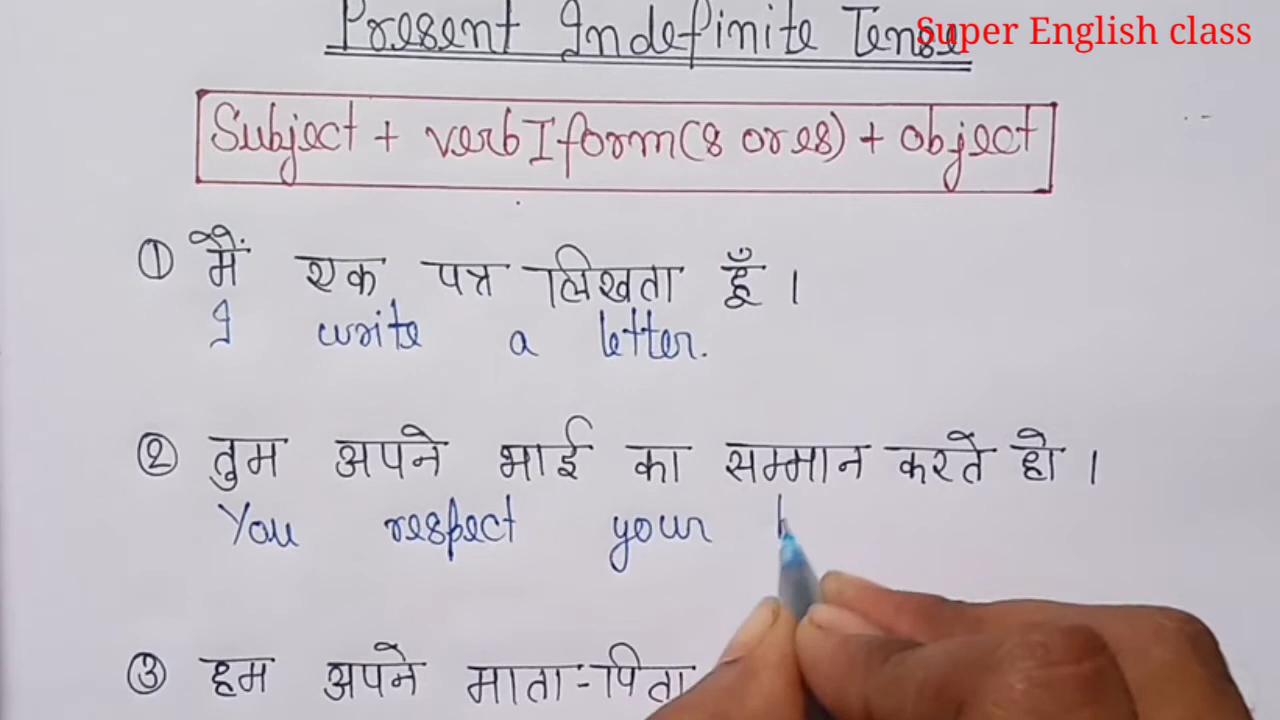 Present Indefinite Tense
Super English class
Subject + verb I form (s or es) + object
① मैं एक पत्र लिखता हूँ ।
I write a letter.
② तुम अपने भाई का सम्मान करते हो ।
You respect your
③ हम अपने माता-पिता